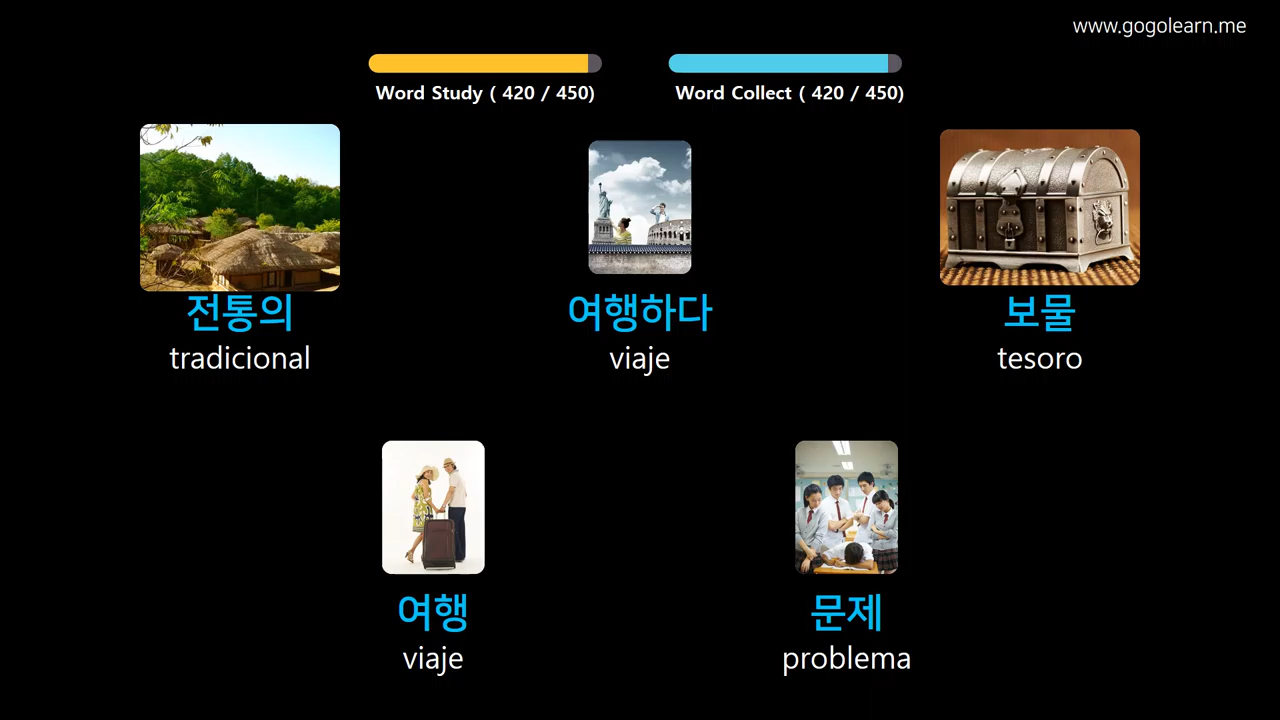 www.gogolearn.me
Word Study ( 420 / 450)
Word Collect ( 420 / 450)
전통의
tradicional
여행하다
viaje
보물
tesoro
여행
viaje
문제
problema